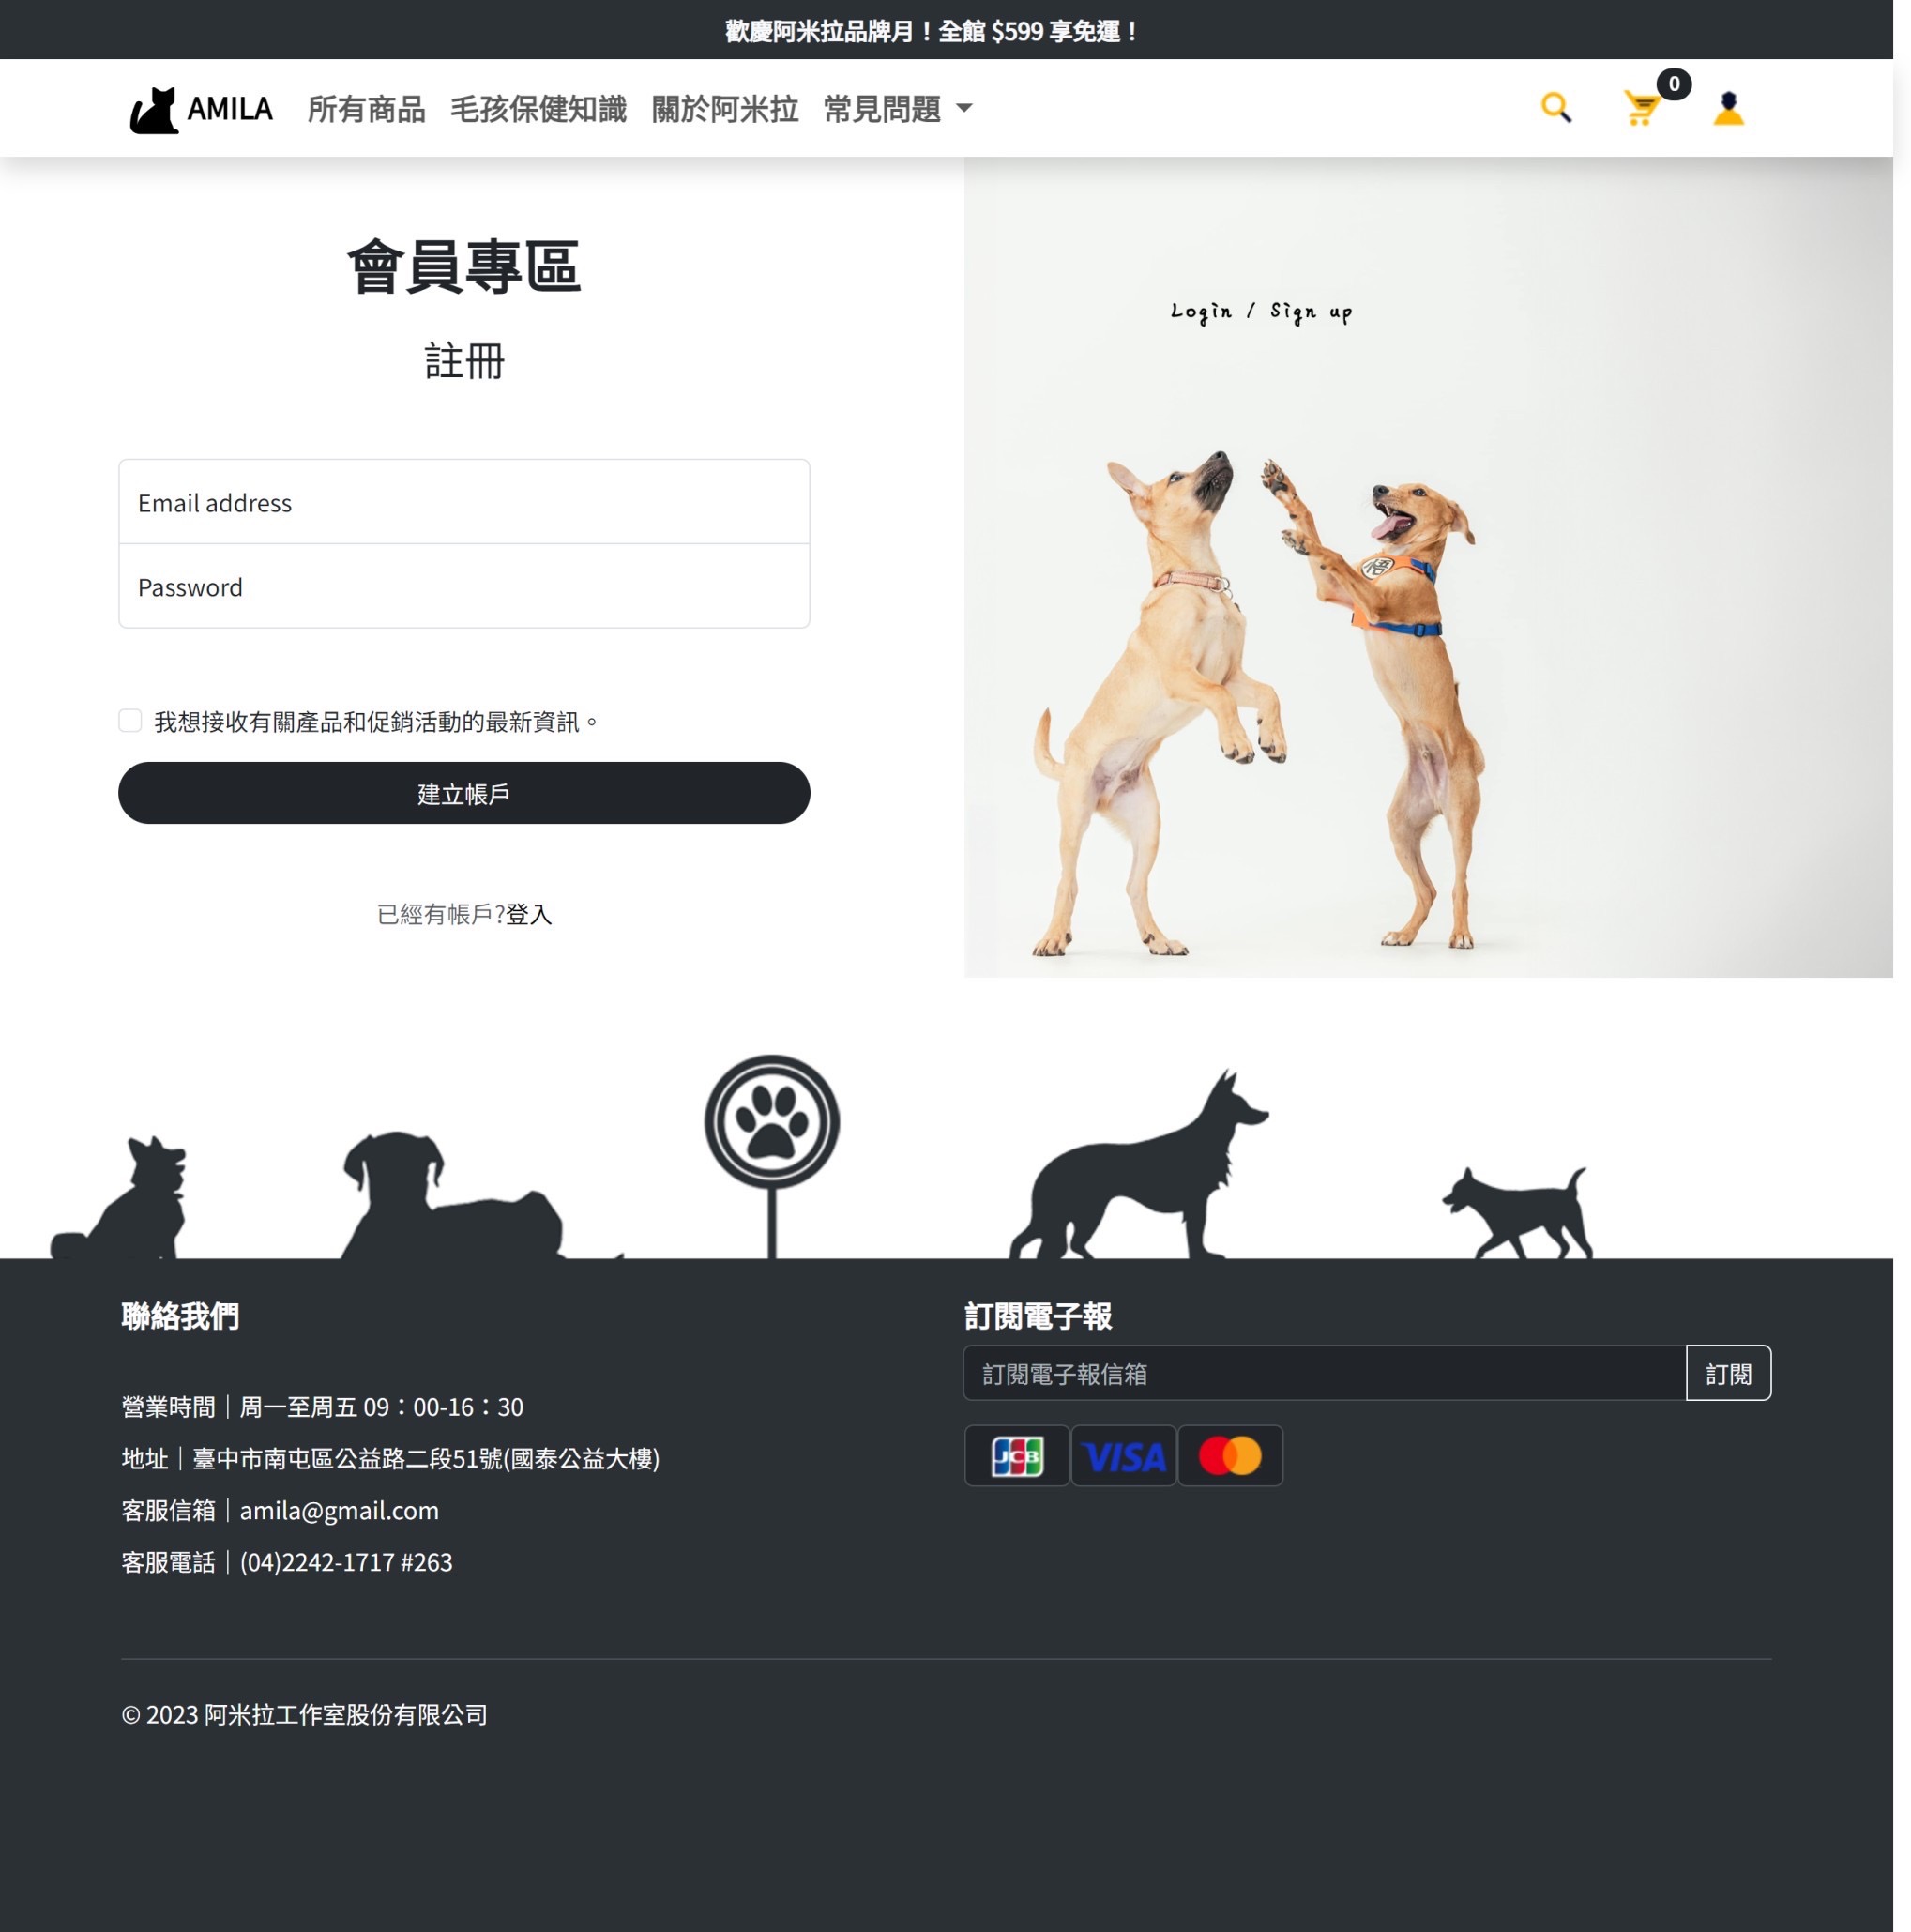 歡慶阿米拉品牌月！全館 $599 享免運！
AMILA 所有商品 毛孩保健知識 關於阿米拉 常見問題
0
會員專區
註冊
Login / Sign up
悟
Email address
Password
我想接收有關產品和促銷活動的最新資訊。
建立帳戶
已經有帳戶?登入
聯絡我們
營業時間｜周一至周五 09：00-16：30
地址｜臺中市南屯區公益路二段51號(國泰公益大樓)
客服信箱｜amila@gmail.com
客服電話｜(04)2242-1717 #263
訂閱電子報
訂閱電子報信箱 訂閱
JCB VISA
© 2023 阿米拉工作室股份有限公司